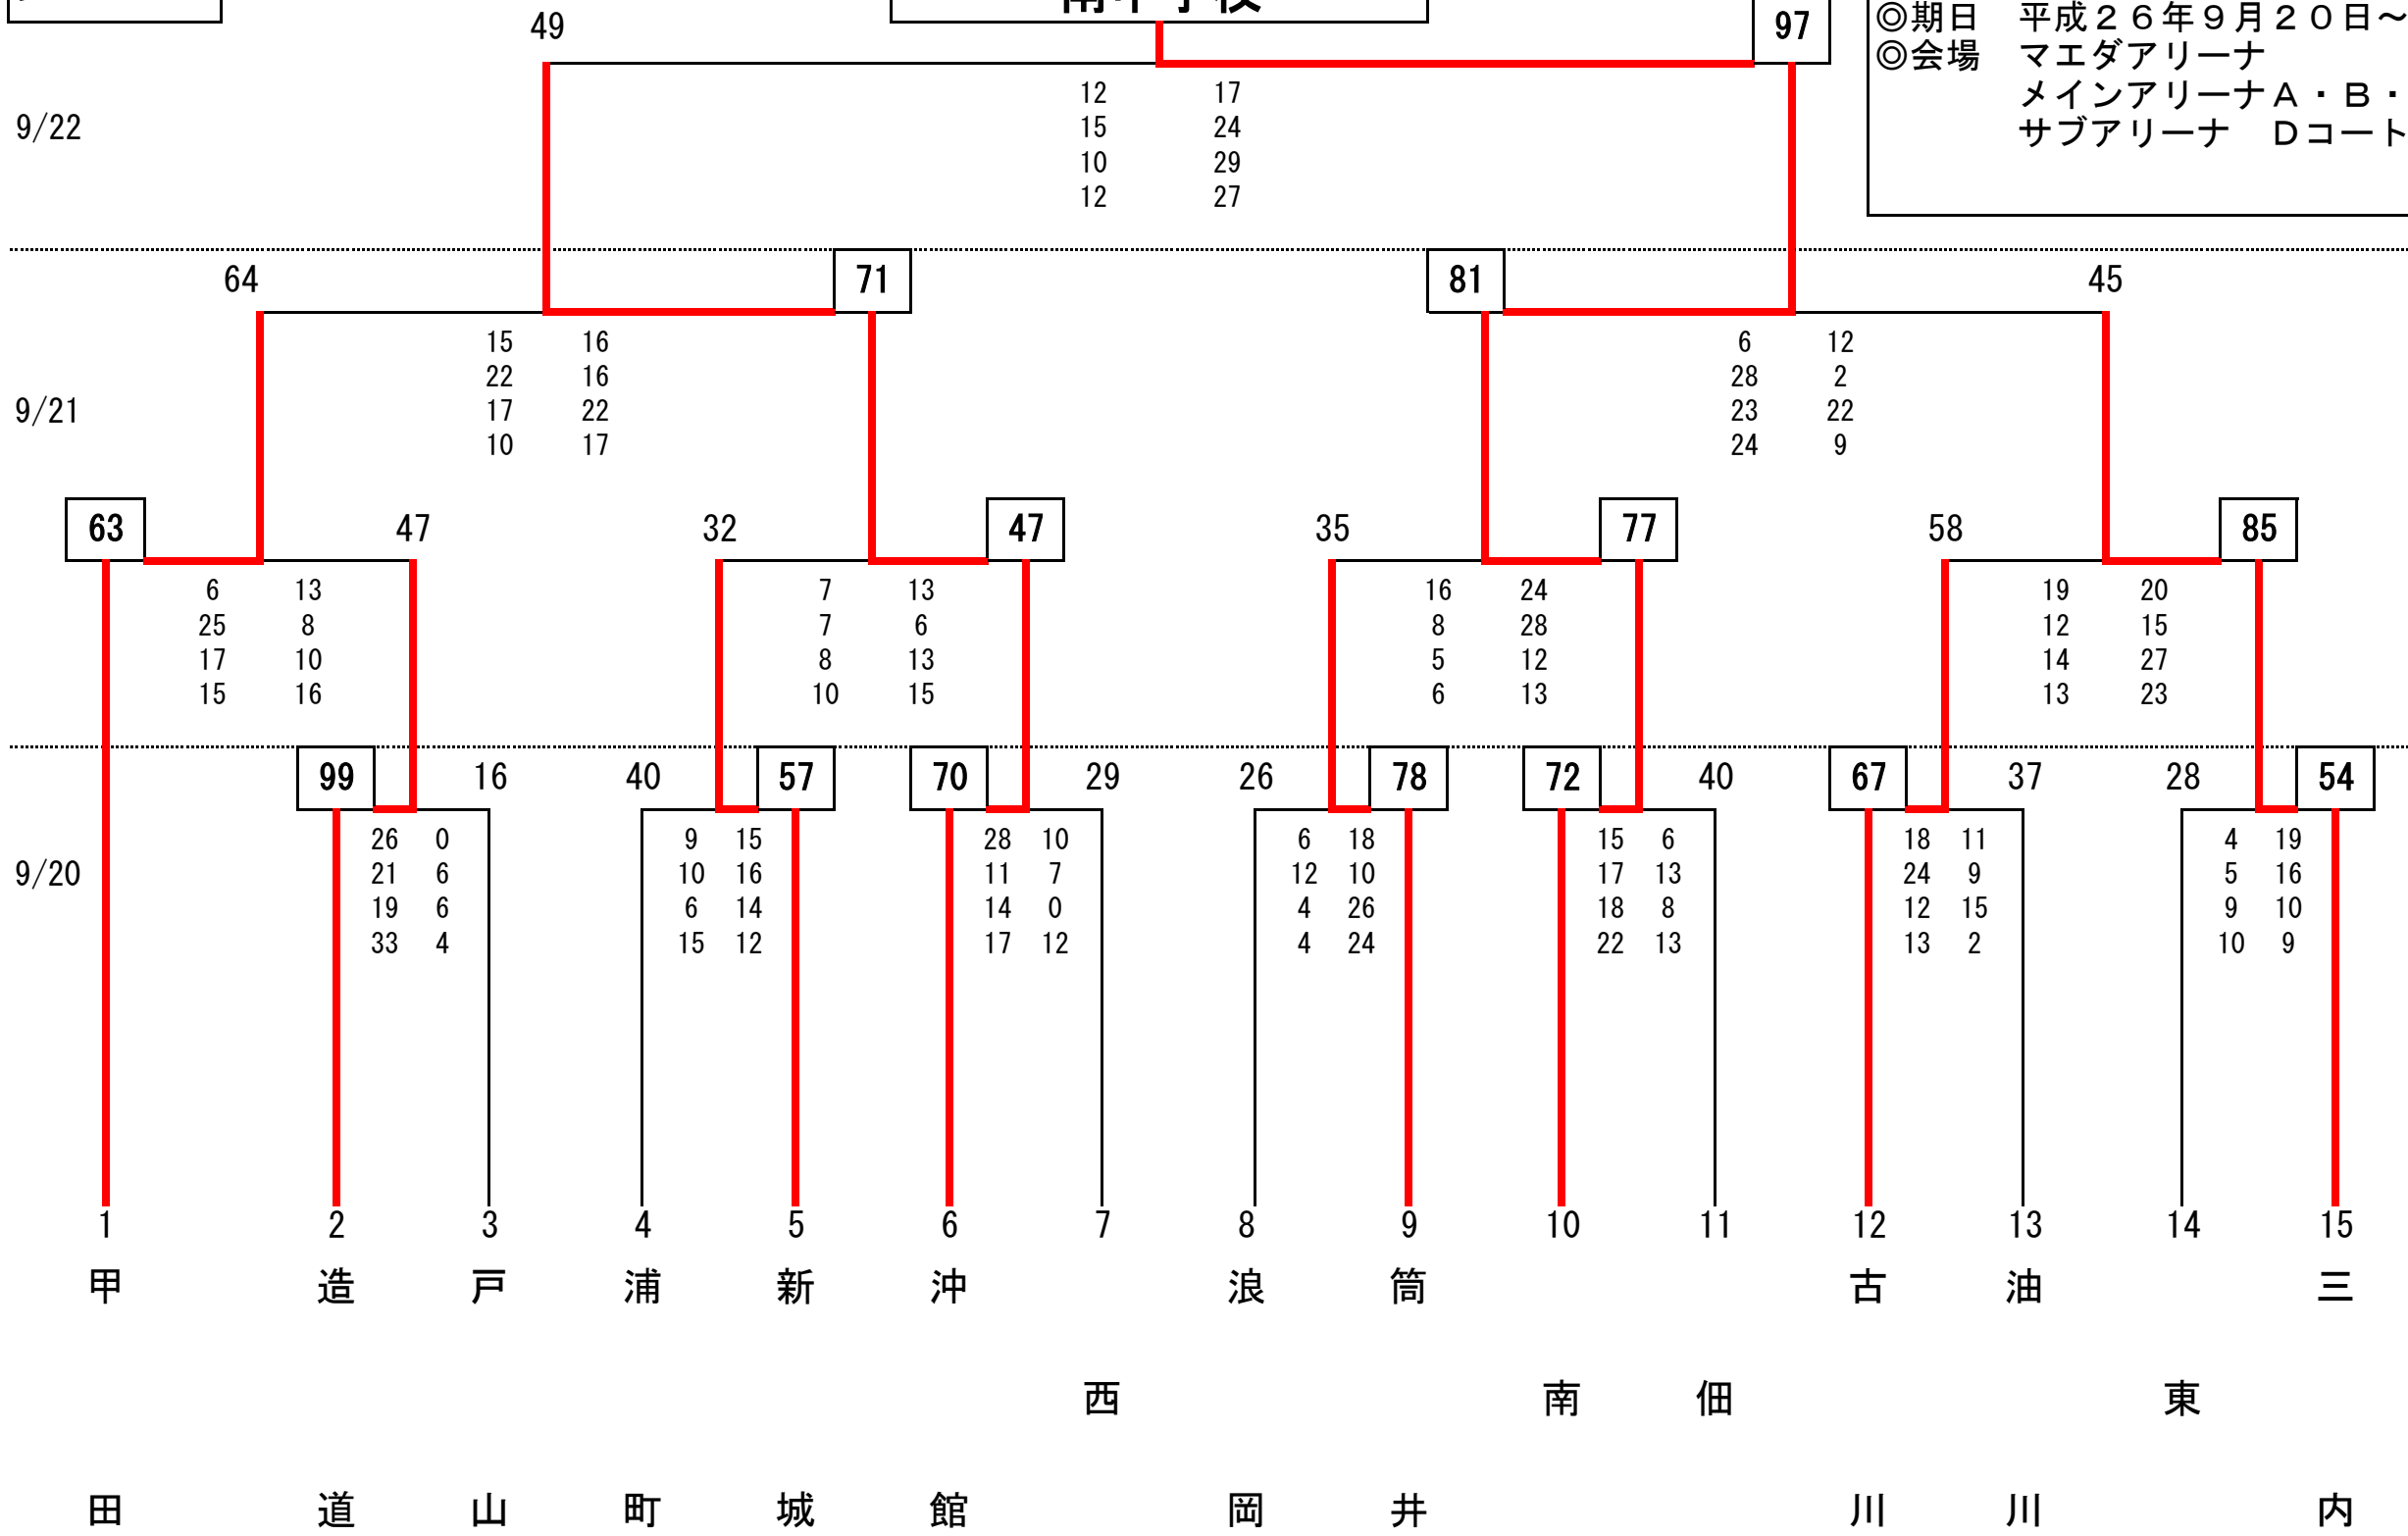 南中学校
49 97
◎期日 平成２６年９月２０日～
◎会場 マエダアリーナ
メインアリーナＡ・Ｂ・
サブアリーナ Ｄコート
9/22
12 17
15 24
10 29
12 27
64 71 81 45
9/21
15 16 6 12
22 16 28 2
17 22 23 22
10 17 24 9
63 47 32 47 35 77 58 85
6 13 7 13 16 24 19 20
25 8 7 6 8 28 12 15
17 10 8 13 5 12 14 27
15 16 10 15 6 13 13 23
99 16 40 57 70 29 26 78 72 40 67 37 28 54
9/20
26 0 9 15 28 10 6 18 15 6 18 11 4 19
21 6 10 16 11 7 12 10 17 13 24 9 5 16
19 6 6 14 14 0 4 26 18 8 12 15 9 10
33 4 15 12 17 12 4 24 22 13 13 2 10 9
1 2 3 4 5 6 7 8 9 10 11 12 13 14 15
甲田
造道
戸山
浦町
新城
沖館
西
浪岡
筒井
南
佃
古川
油川
東
三内